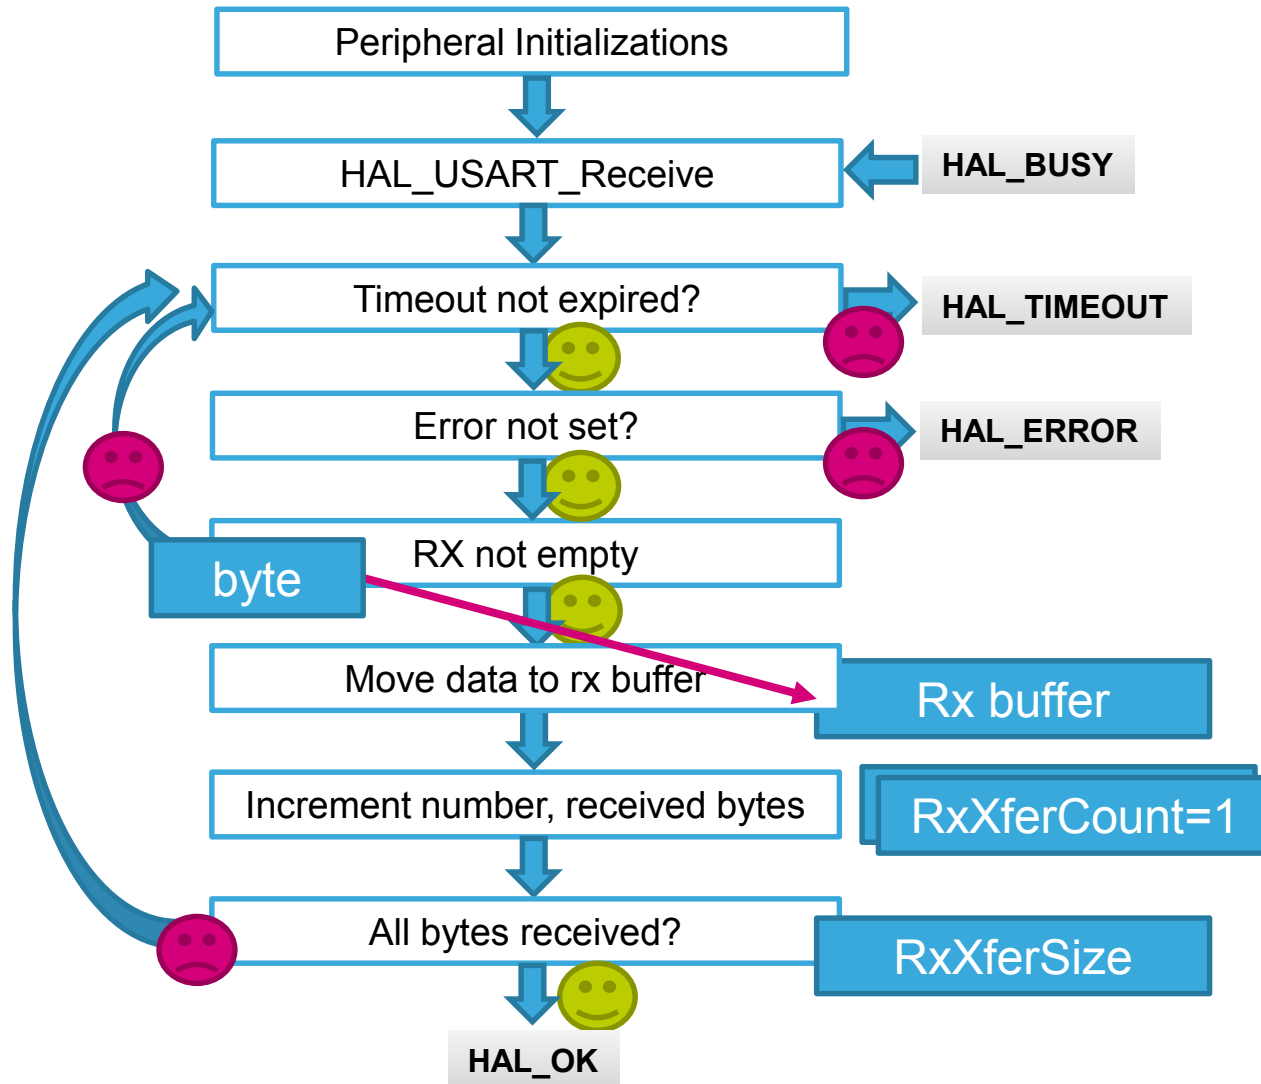 Peripheral Initializations
HAL_USART_Receive
HAL_BUSY
Timeout not expired?
HAL_TIMEOUT
Error not set?
HAL_ERROR
RX not empty
byte
Move data to rx buffer
Rx buffer
Increment number, received bytes
RxXferCount=1
All bytes received?
RxXferSize
HAL_OK